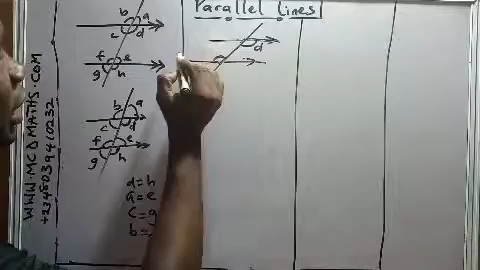 Parallel Lines
b a
c d
f e
g h
b a
c d
f e
g h
d = h
a = e
c = g
b =
d
WWW.MCDMATHS.COM
+2348039410232